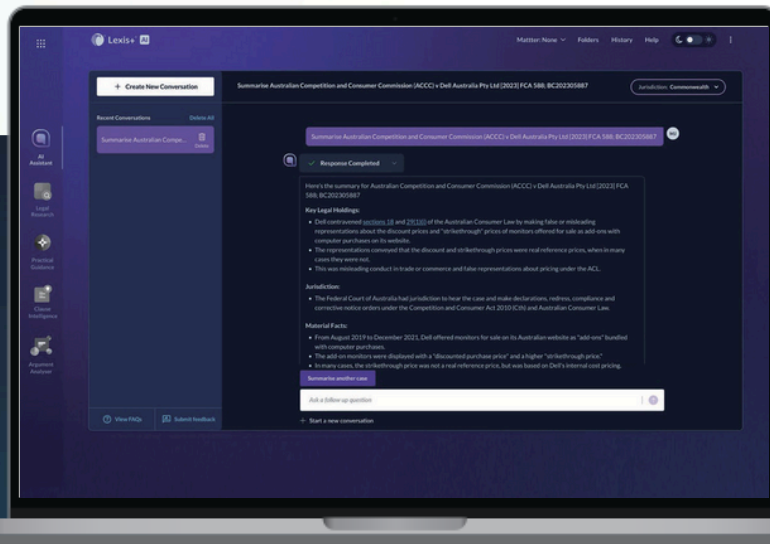 Lexis+ AI
Mattter: None
Folders
History
Help
+ Create New Conversation
Summarise Australian Competition and Consumer Commission (ACCC) v Dell Australia Pty Ltd [2023] FCA 588; BC202305887
Jurisdiction: Commonwealth
Recent Conversations
Delete All
Summarise Australian Compe...
Delete
AI
Assistant
Legal
Research
Practical
Guidance
Clause
Intelligence
Argument
Analyser
Summarise Australian Competition and Consumer Commission (ACCC) v Dell Australia Pty Ltd [2023] FCA 588; BC202305887
Response Completed
Here's the summary for Australian Competition and Consumer Commission (ACCC) v Dell Australia Pty Ltd [2023] FCA
588; BC202305887
Key Legal Holdings:
• Dell contravened sections 18 and 29(1)(i) of the Australian Consumer Law by making false or misleading
representations about the discount prices and "strikethrough" prices of monitors offered for sale as add-ons with
computer purchases on its website.
• The representations conveyed that the discount and strikethrough prices were real reference prices, when in many
cases they were not.
• This was misleading conduct in trade or commerce and false representations about pricing under the ACL.
Jurisdiction:
• The Federal Court of Australia had jurisdiction to hear the case and make declarations, redress, compliance and
corrective notice orders under the Competition and Consumer Act 2010 (Cth) and Australian Consumer Law.
Material Facts:
• From August 2019 to December 2021, Dell offered monitors for sale on its Australian website as "add-ons" bundled
with computer purchases.
• The add-on monitors were displayed with a "discounted purchase price" and a higher "strikethrough price."
• In many cases, the strikethrough price was not a real reference price, but was based on Dell's internal cost pricing.
Summarise another case
Ask a follow up question
+ Start a new conversation
View FAQs
Submit feedback